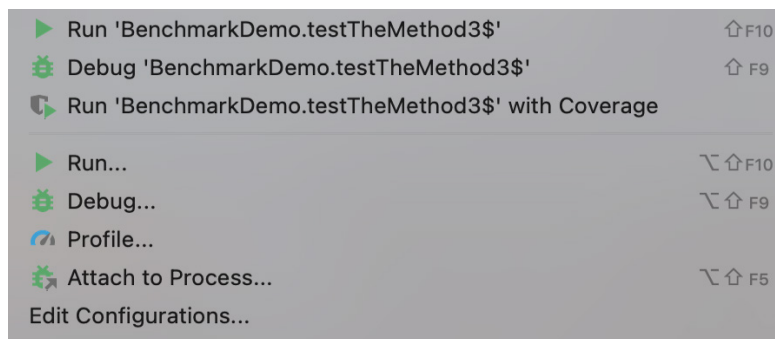 Run 'BenchmarkDemo.testTheMethod3$' ⇧F10
Debug 'BenchmarkDemo.testTheMethod3$' ⇧F9
Run 'BenchmarkDemo.testTheMethod3$' with Coverage
Run... ⌥⇧F10
Debug... ⌥⇧F9
Profile...
Attach to Process... ⌥⇧F5
Edit Configurations...